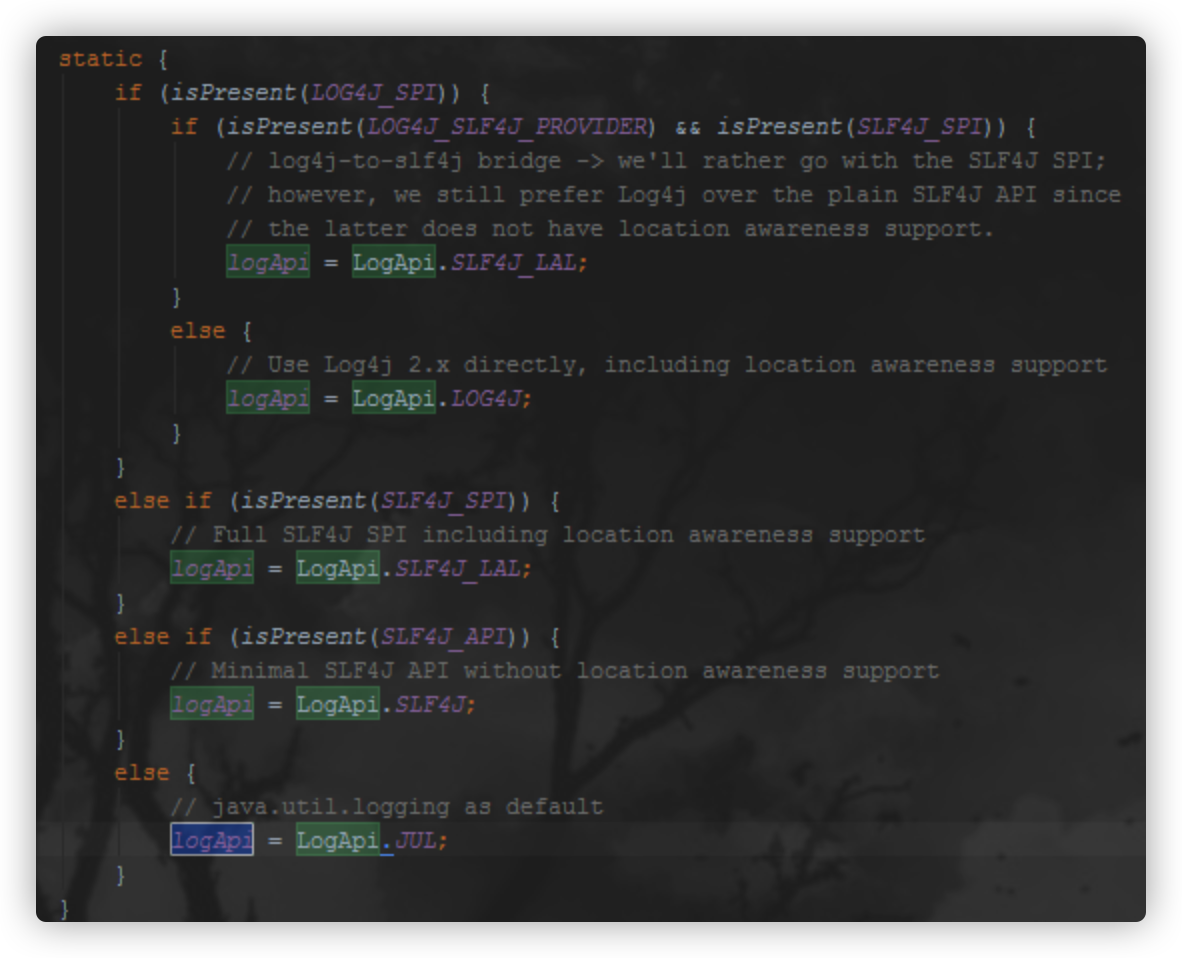 static {
if (isPresent(LOG4J_SPI)) {
if (isPresent(LOG4J_SLF4J_PROVIDER) && isPresent(SLF4J_SPI)) {
// log4j-to-slf4j bridge -> we'll rather go with the SLF4J SPI;
// however, we still prefer Log4j over the plain SLF4J API since
// the latter does not have location awareness support.
logApi = LogApi.SLF4J_LAL;
}
else {
// Use Log4j 2.x directly, including location awareness support
logApi = LogApi.LOG4J;
}
}
else if (isPresent(SLF4J_SPI)) {
// Full SLF4J SPI including location awareness support
logApi = LogApi.SLF4J_LAL;
}
else if (isPresent(SLF4J_API)) {
// Minimal SLF4J API without location awareness support
logApi = LogApi.SLF4J;
}
else {
// java.util.logging as default
logApi = LogApi.JUL;
}
}